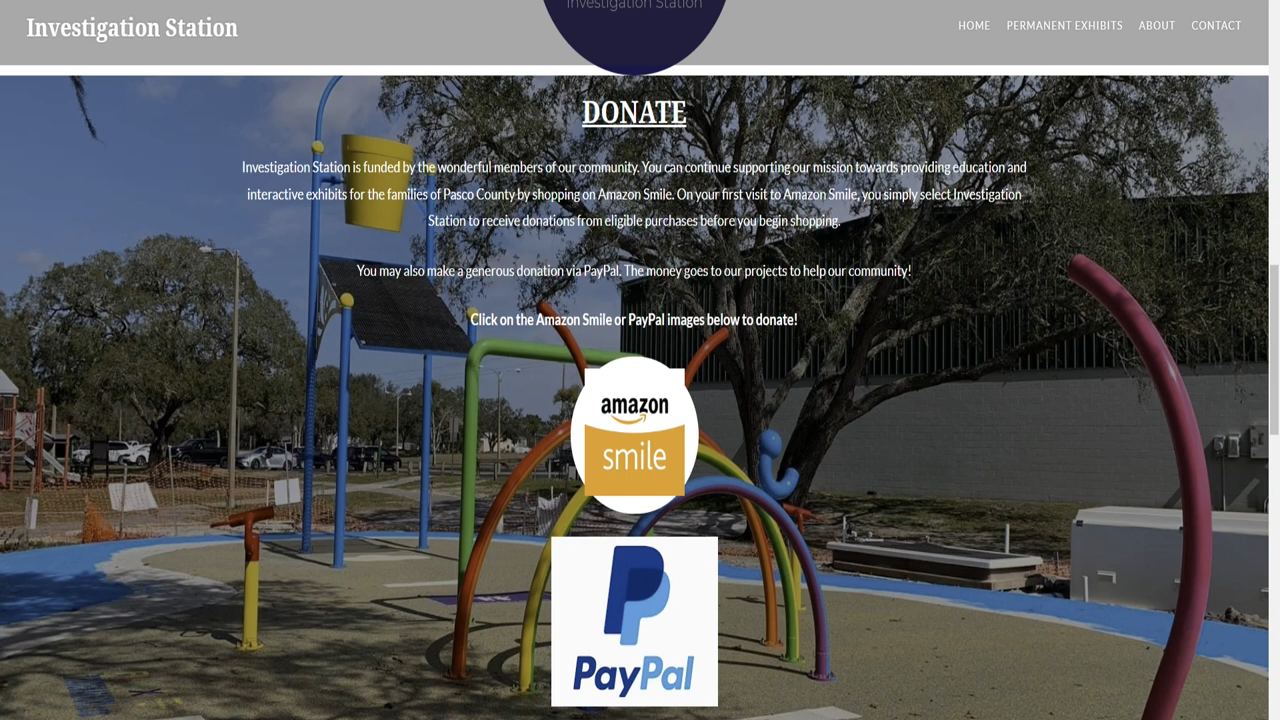 Investigation Station
Investigation Station
HOME PERMANENT EXHIBITS ABOUT CONTACT
DONATE
Investigation Station is funded by the wonderful members of our community. You can continue supporting our mission towards providing education and
interactive exhibits for the families of Pasco County by shopping on Amazon Smile. On your first visit to Amazon Smile, you simply select Investigation
Station to receive donations from eligible purchases before you begin shopping.
You may also make a generous donation via PayPal. The money goes to our projects to help our community!
Click on the Amazon Smile or PayPal images below to donate!
amazon
smile
PayPal